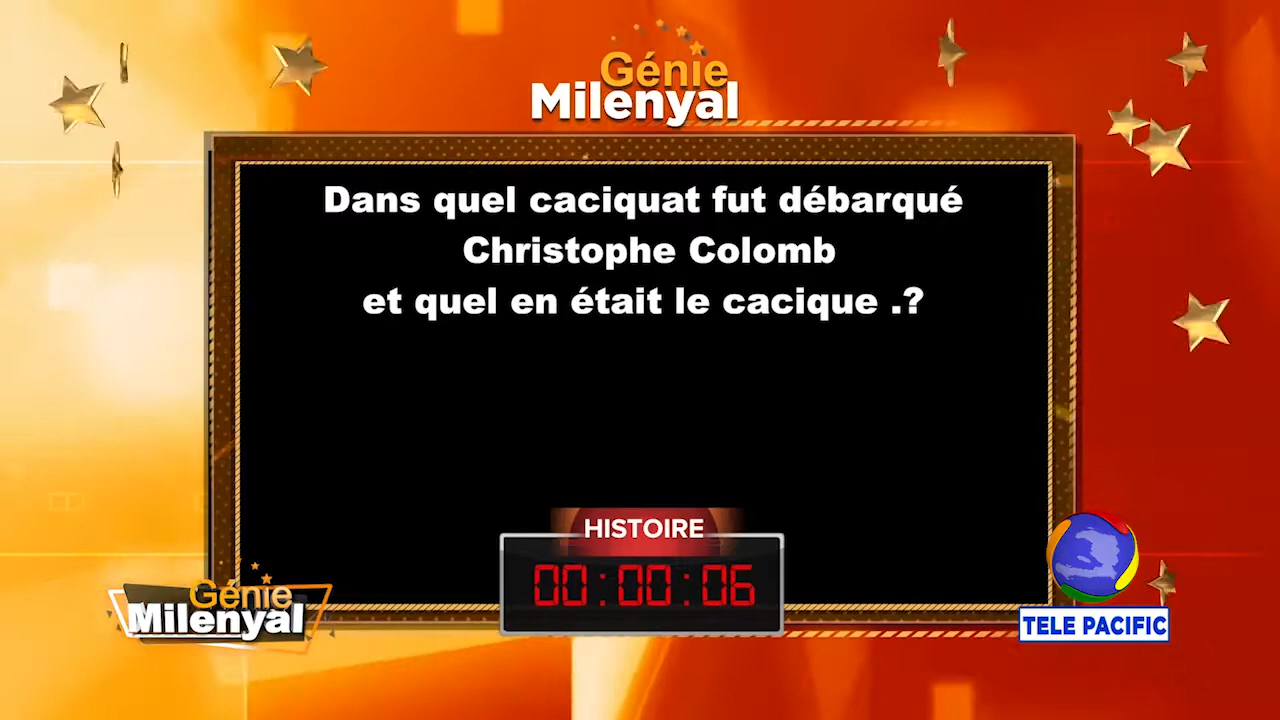 Génie
Milenyal
Dans quel caciquat fut débarqué
Christophe Colomb
et quel en était le cacique .?
HISTOIRE
00:00:06
Génie
Milenyal
TELE PACIFIC